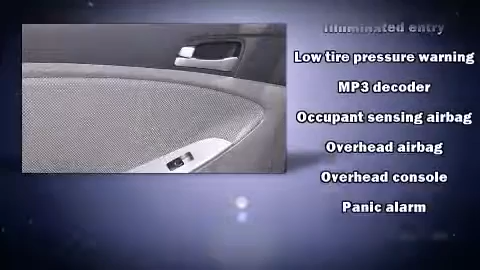 Illuminated entry
Low tire pressure warning
MP3 decoder
Occupant sensing airbag
Overhead airbag
Overhead console
Panic alarm